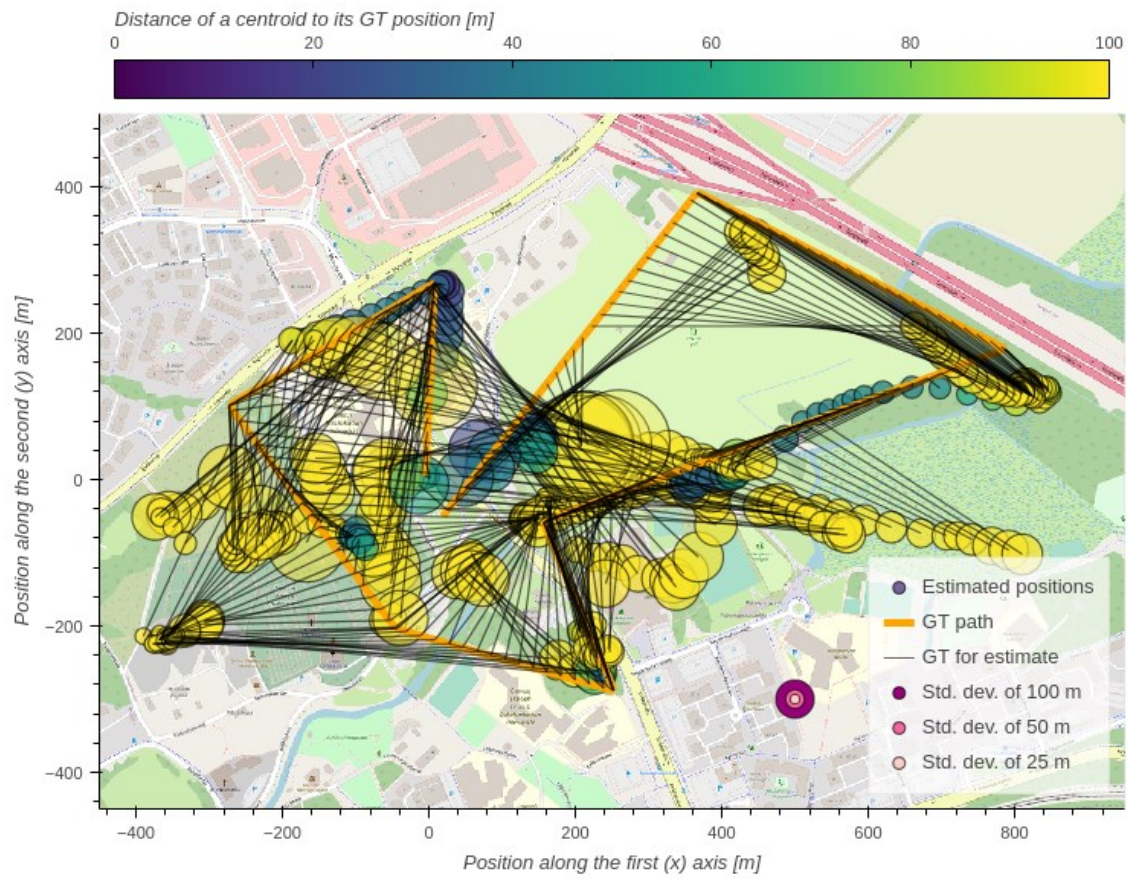 Distance of a centroid to its GT position [m]
0 20 40 60 80 100
Position along the second (y) axis [m]
400
200
0
−200
−400
Estimated positions
GT path
GT for estimate
Std. dev. of 100 m
Std. dev. of 50 m
Std. dev. of 25 m
−400 −200 0 200 400 600 800
Position along the first (x) axis [m]